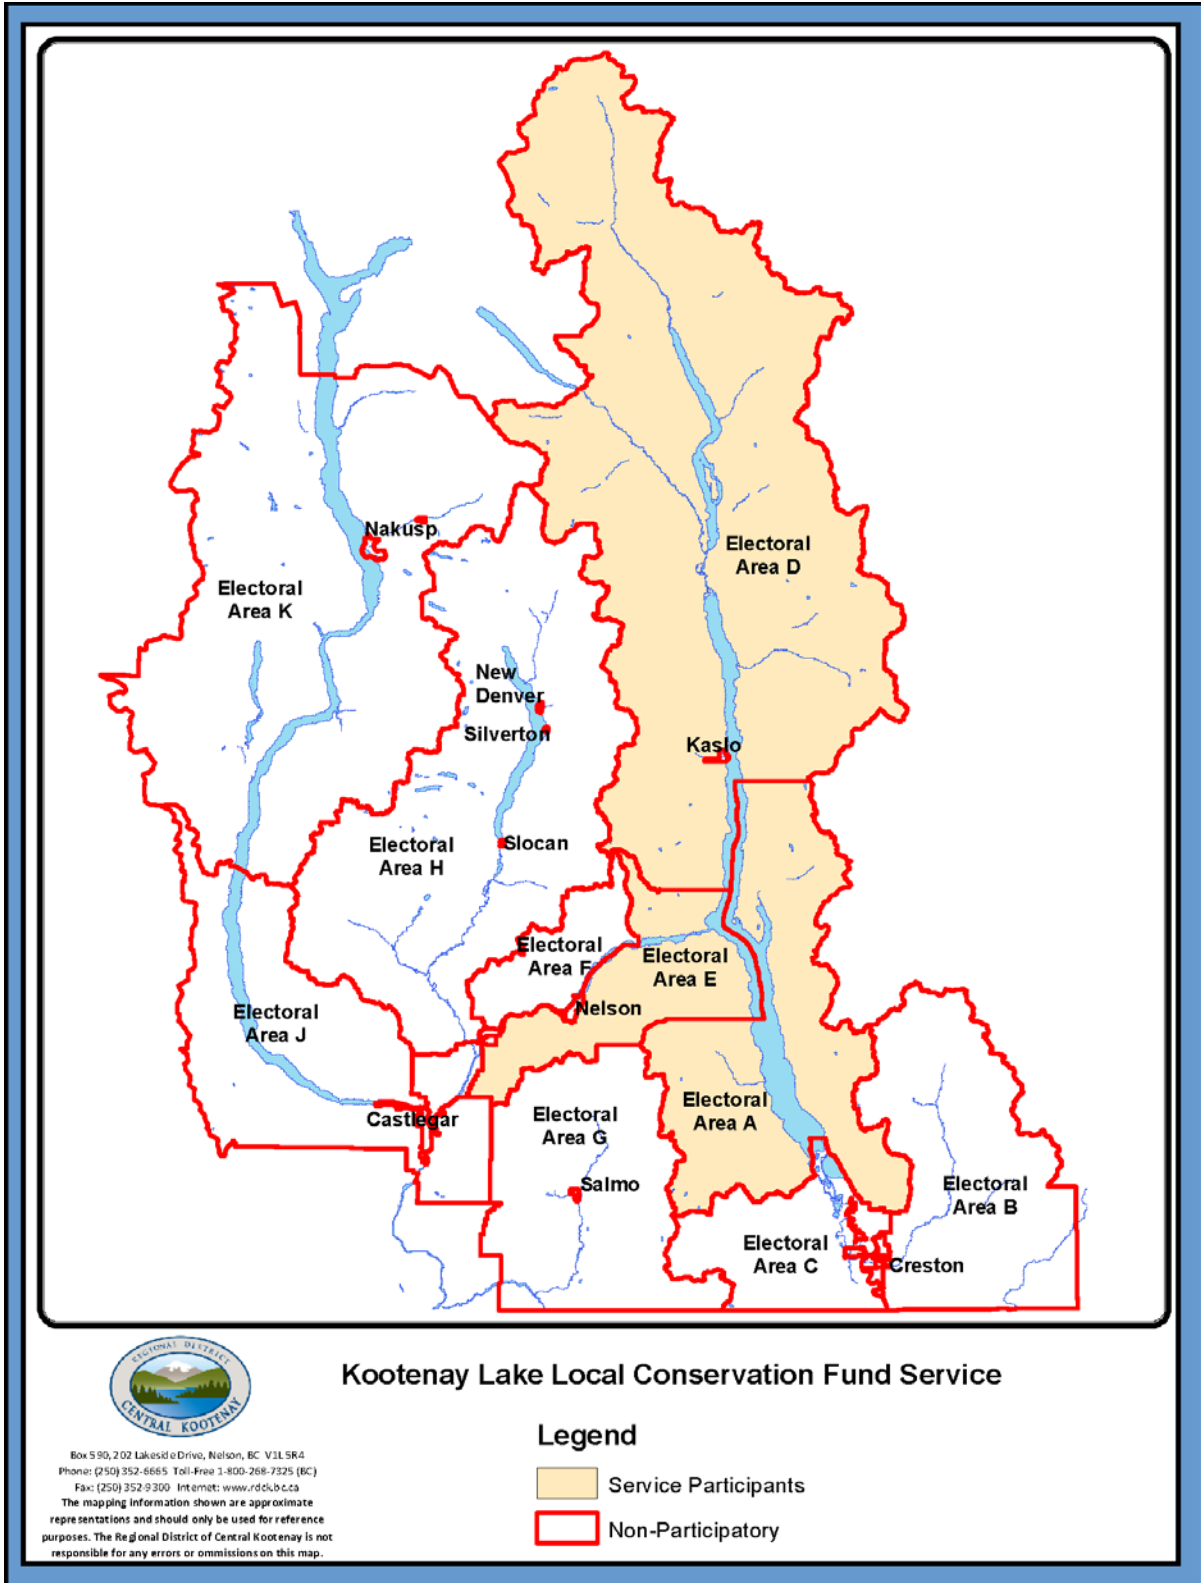 Nakusp
Electoral
Area D
Electoral
Area K
New
Denver
Silverton
Kaslo
Slocan
Electoral
Area H
Electoral
Area F
Electoral
Area E
Nelson
Electoral
Area J
Castlegar
Electoral
Area G
Electoral
Area A
Salmo
Electoral
Area B
Electoral
Area C
Creston
REGIONAL DISTRICT
CENTRAL KOOTENAY
Kootenay Lake Local Conservation Fund Service
Legend
Service Participants
Non-Participatory
Box 590, 202 Lakeside Drive, Nelson, BC V1L 5R4
Phone: (250) 352-6665 Toll-Free 1-800-268-7325 (BC)
Fax: (250) 352-9300 Internet: www.rdck.bc.ca
The mapping information shown are approximate
representations and should only be used for reference
purposes. The Regional District of Central Kootenay is not
responsible for any errors or ommissions on this map.